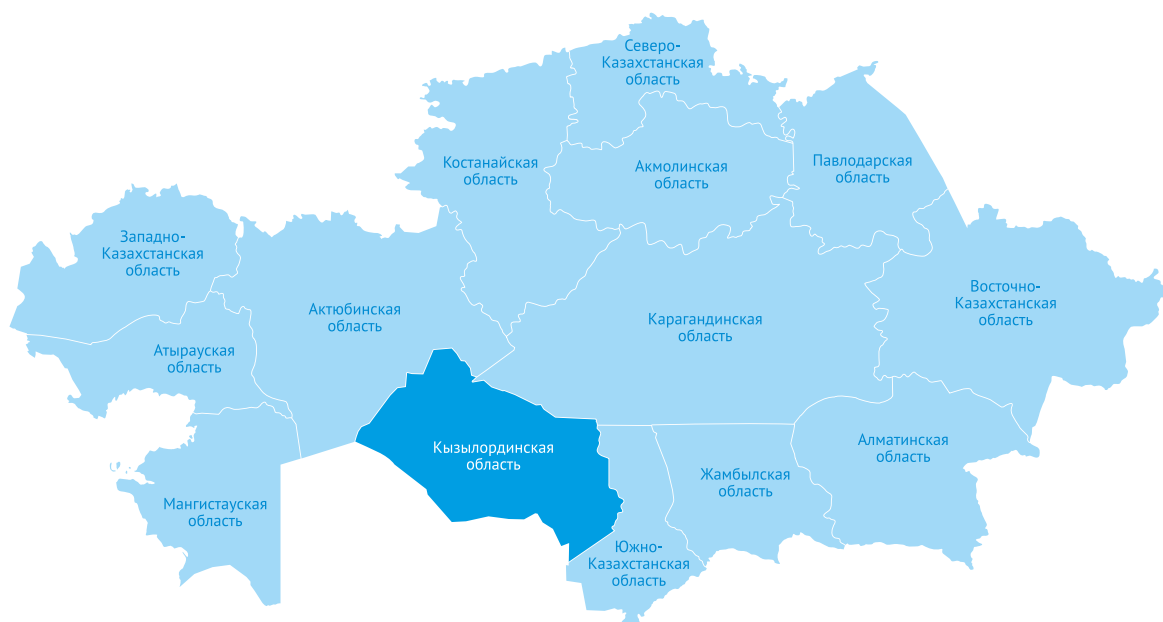 Северо-
Казахстанская
область
Костанайская
область
Акмолинская
область
Павлодарская
область
Западно-
Казахстанская
область
Актюбинская
область
Карагандинская
область
Восточно-
Казахстанская
область
Атырауская
область
Кызылординская
область
Алматинская
область
Жамбылская
область
Мангистауская
область
Южно-
Казахстанская
область